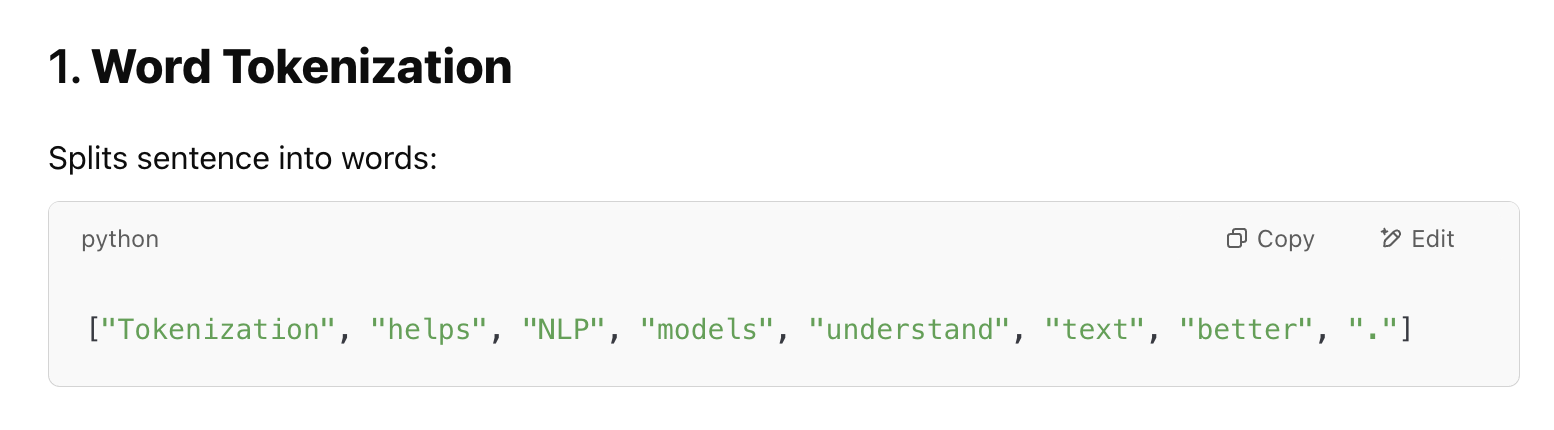 1. Word Tokenization
Splits sentence into words:
python Copy Edit
["Tokenization", "helps", "NLP", "models", "understand", "text", "better", "."]